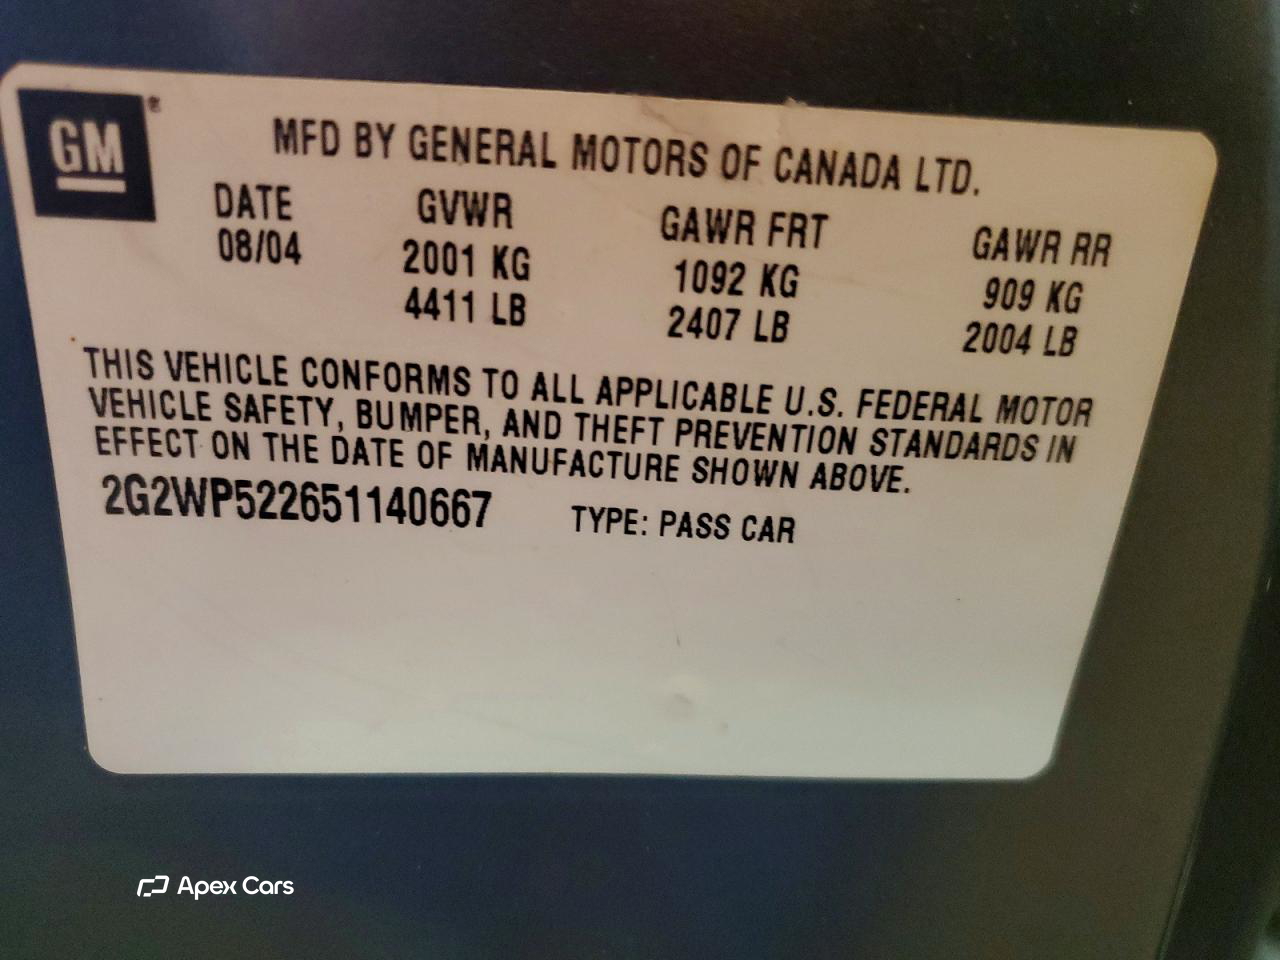 GM®
MFD BY GENERAL MOTORS OF CANADA LTD.
DATE GVWR GAWR FRT GAWR RR
08/04 2001 KG 1092 KG 909 KG
4411 LB 2407 LB 2004 LB
THIS VEHICLE CONFORMS TO ALL APPLICABLE U.S. FEDERAL MOTOR
VEHICLE SAFETY, BUMPER, AND THEFT PREVENTION STANDARDS IN
EFFECT ON THE DATE OF MANUFACTURE SHOWN ABOVE.
2G2WP522651140667 TYPE: PASS CAR
Apex Cars